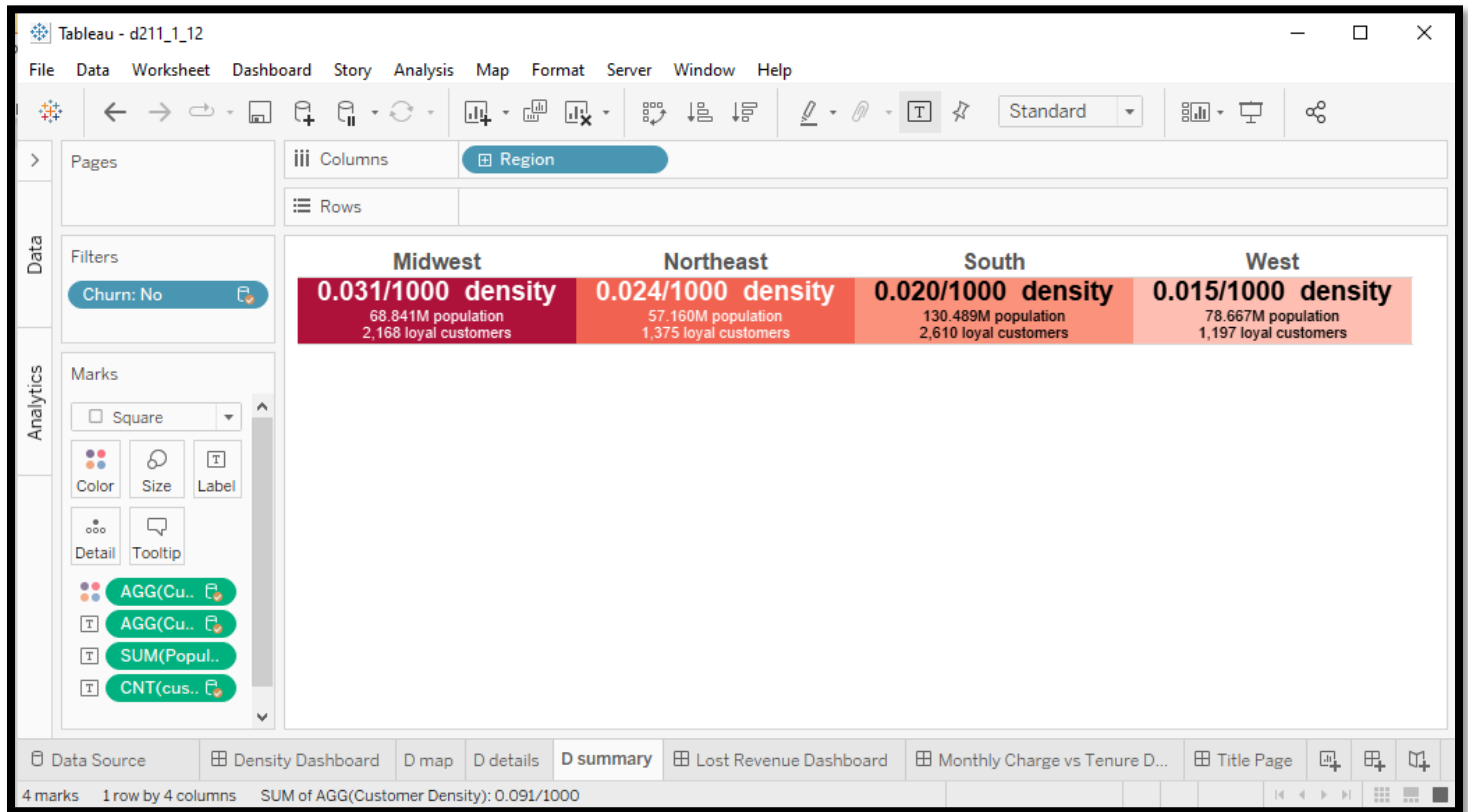 Tableau - d211_1_12
File Data Worksheet Dashboard Story Analysis Map Format Server Window Help
Standard
Pages
Columns
Region
Rows
Data
Filters
Churn: No
Midwest Northeast South West
0.031/1000 density 0.024/1000 density 0.020/1000 density 0.015/1000 density
68.841M population 57.160M population 130.489M population 78.667M population
2,168 loyal customers 1,375 loyal customers 2,610 loyal customers 1,197 loyal customers
Analytics
Marks
Square
Color Size Label
Detail Tooltip
AGG(Cu..
AGG(Cu..
SUM(Popul..
CNT(cus..
Data Source Density Dashboard D map D details D summary Lost Revenue Dashboard Monthly Charge vs Tenure D... Title Page
4 marks 1 row by 4 columns SUM of AGG(Customer Density): 0.091/1000